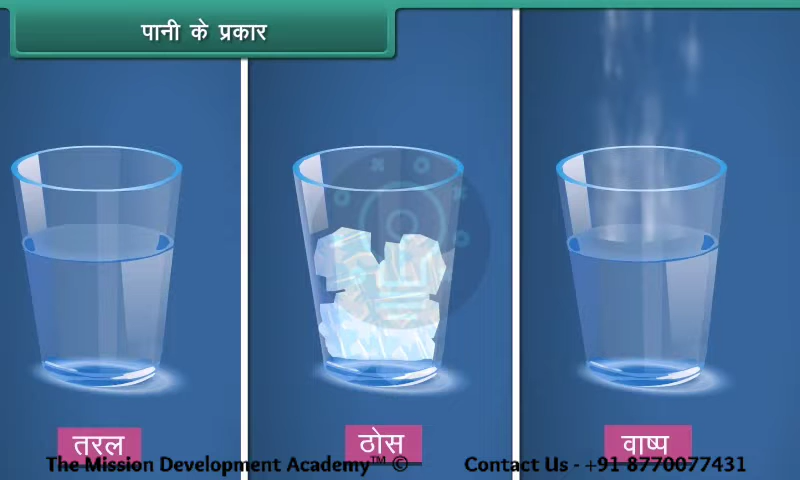 पानी के प्रकार
तरल
ठोस
वाष्प
The Mission Development Academy™ ©
Contact Us - +91 8770077431